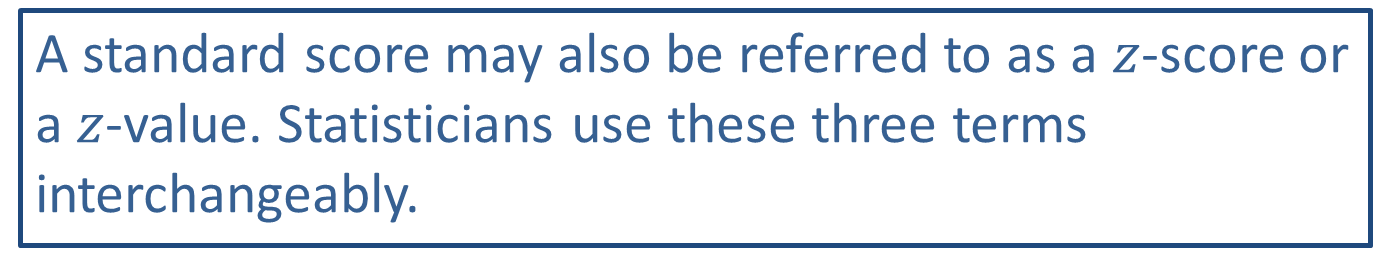 A standard score may also be referred to as a z-score or
a z-value. Statisticians use these three terms
interchangeably.